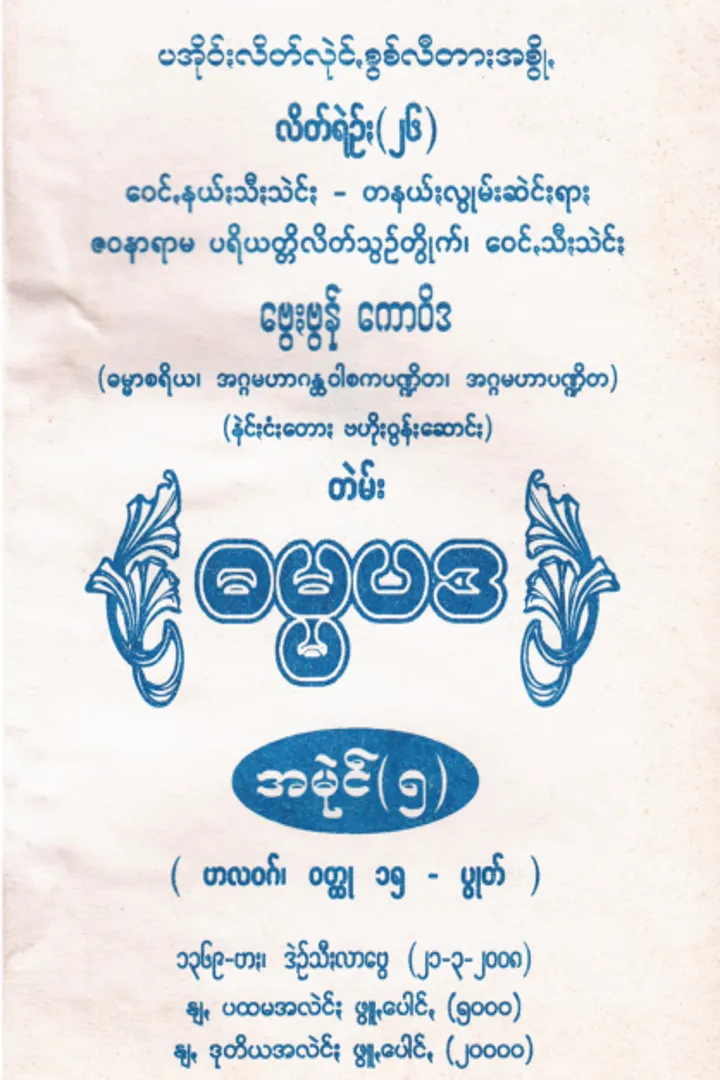 ပအိုဝ်ႏလိတ်လုဲင်ႇစွစ်လီတားႏအစွိုႇ
လိတ်ရဲဉ်ႏ(၂၆)
ဝေင်ႇနယ်ႏသီႏသဲင်ႏ - တနယ်ႏလွုမ်ႏဆဲင်ႏရားႏ
ဇဝနာရာမ ပရိယတ္တိလိတ်သွဉ်တွိုက်၊ ဝေင်ႇသီႏသဲင်ႏ
ဗွေႏဗွန် ကောဝိဒ
(ဓမ္မာစရိယ၊ အဂ္ဂမဟာဂန္ထဝါစကပဏ္ဍိတ၊ အဂ္ဂမဟာပဏ္ဍိတ)
(နဲင်ႏငံႏတေား ဗဟိုႏဝွန်ႏဆောင်ႏ)
တဲမ်ႏ
ဓမ္မပဒ
အမုဲင်(၅)
( ဗာလဝဂ်၊ ဝတ္ထု ၁၅ - ပွုတ် )
၁၃၆၉-ဗားႏ၊ ဒဲဉ်သီႏလာဗွေ (၂၁-၃-၂၀၀၈)
နျႇ ပထမအလဲင်ႏ ဖွူႇပေါင်ႇ (၅၀၀၀)
နျႇ ဒုတိယအလဲင်ႏ ဖွူႇပေါင်ႇ (၂၀၀၀၀)